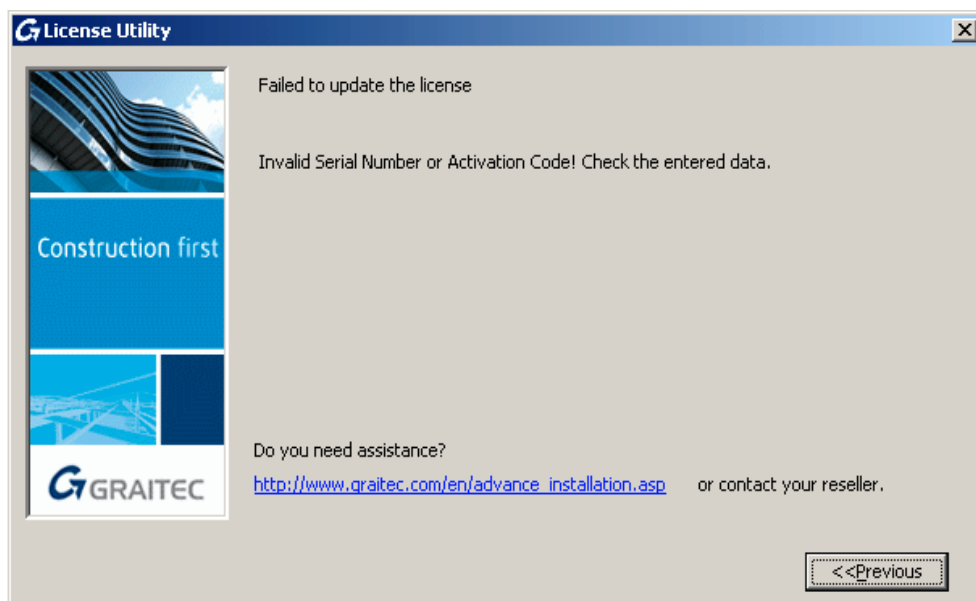 License Utility
Failed to update the license
Invalid Serial Number or Activation Code! Check the entered data.
Construction first
GRAITEC
Do you need assistance?
http://www.graitec.com/en/advance_installation.asp or contact your reseller.
<<Previous